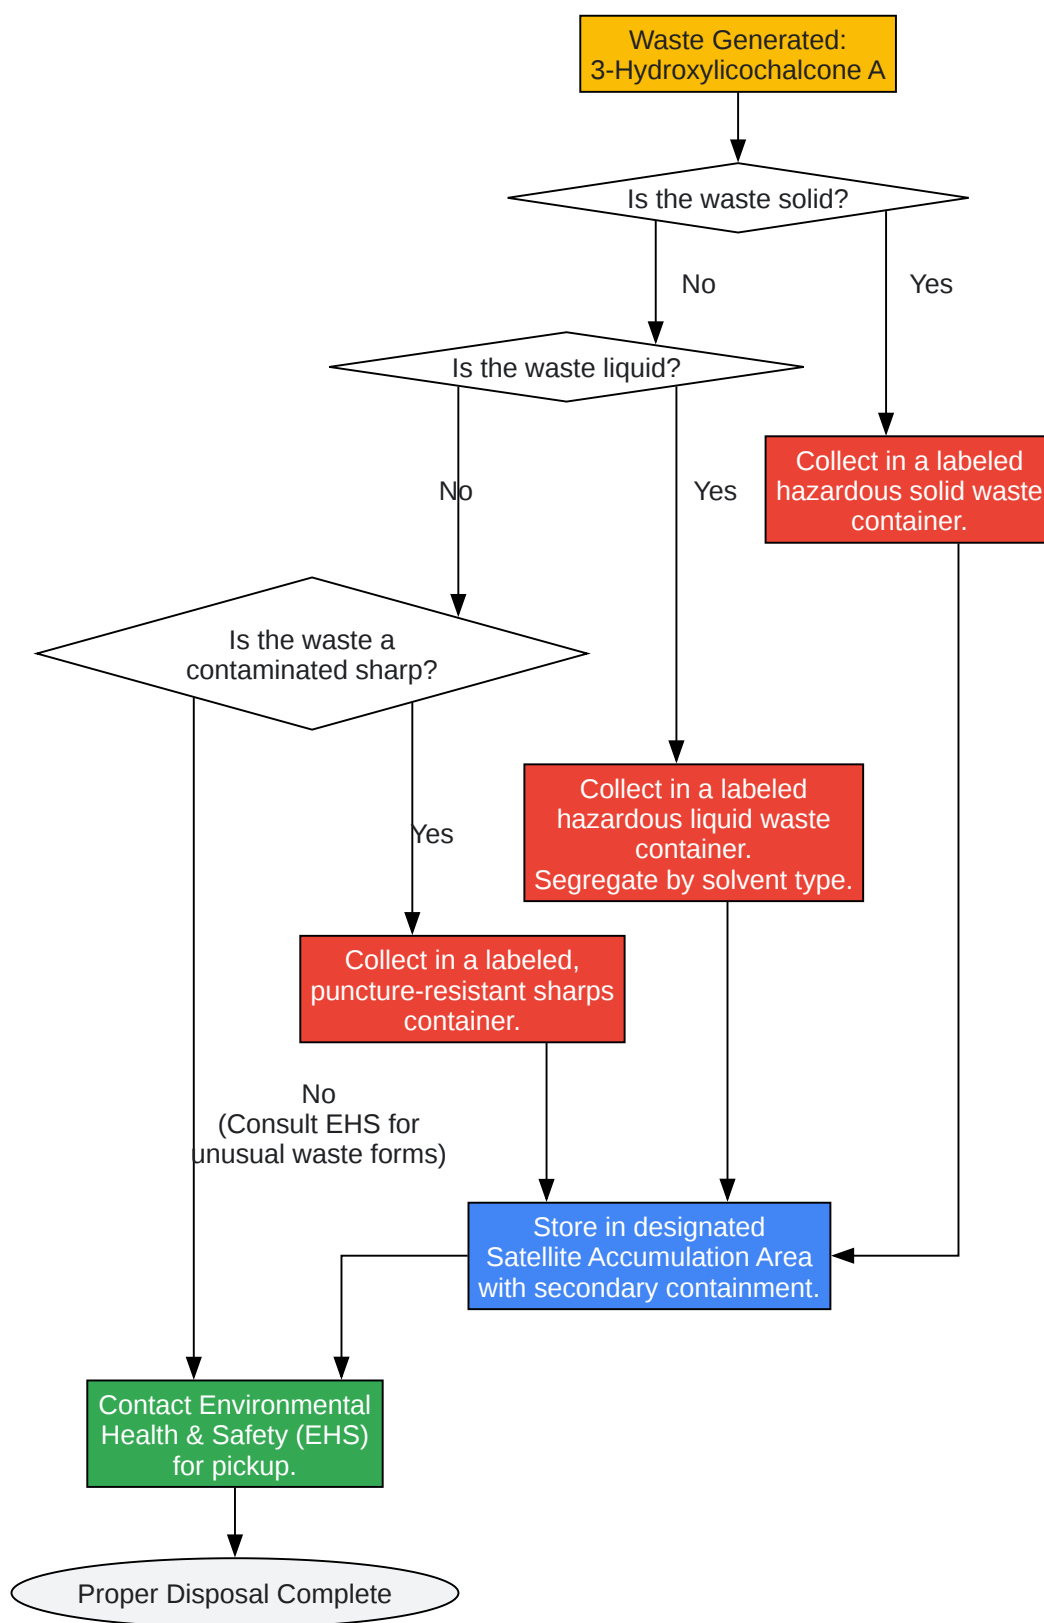 Waste Generated:
3-Hydroxylicochalcone A
Is the waste solid?
No
Yes
Is the waste liquid?
Collect in a labeled
hazardous solid waste
container.
No
Yes
Is the waste a
contaminated sharp?
Collect in a labeled
hazardous liquid waste
container.
Segregate by solvent type.
Yes
Collect in a labeled,
puncture-resistant sharps
container.
No
(Consult EHS for
unusual waste forms)
Store in designated
Satellite Accumulation Area
with secondary containment.
Contact Environmental
Health & Safety (EHS)
for pickup.
Proper Disposal Complete